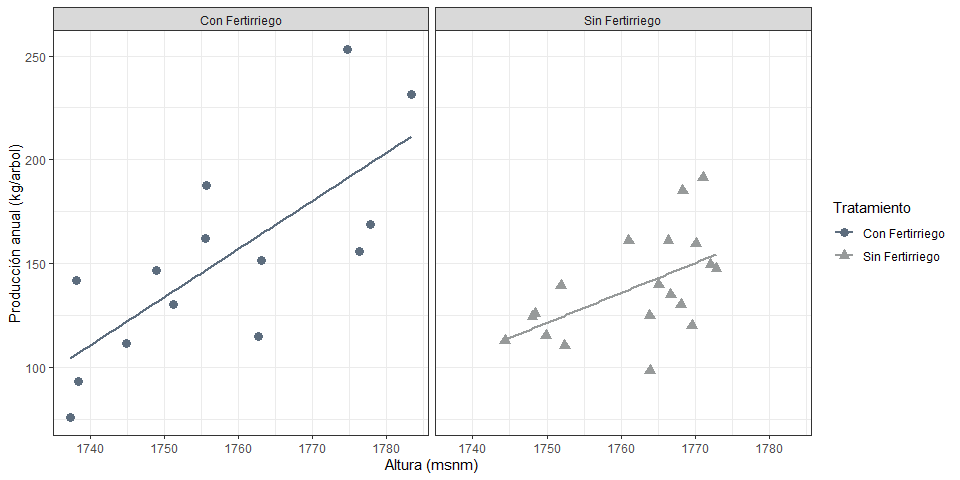 Con Fertirriego
Sin Fertirriego
Producción anual (kg/arbol)
250
200
150
100
1740
1750
1760
1770
1780
1740
1750
1760
1770
1780
Altura (msnm)
Tratamiento
Con Fertirriego
Sin Fertirriego